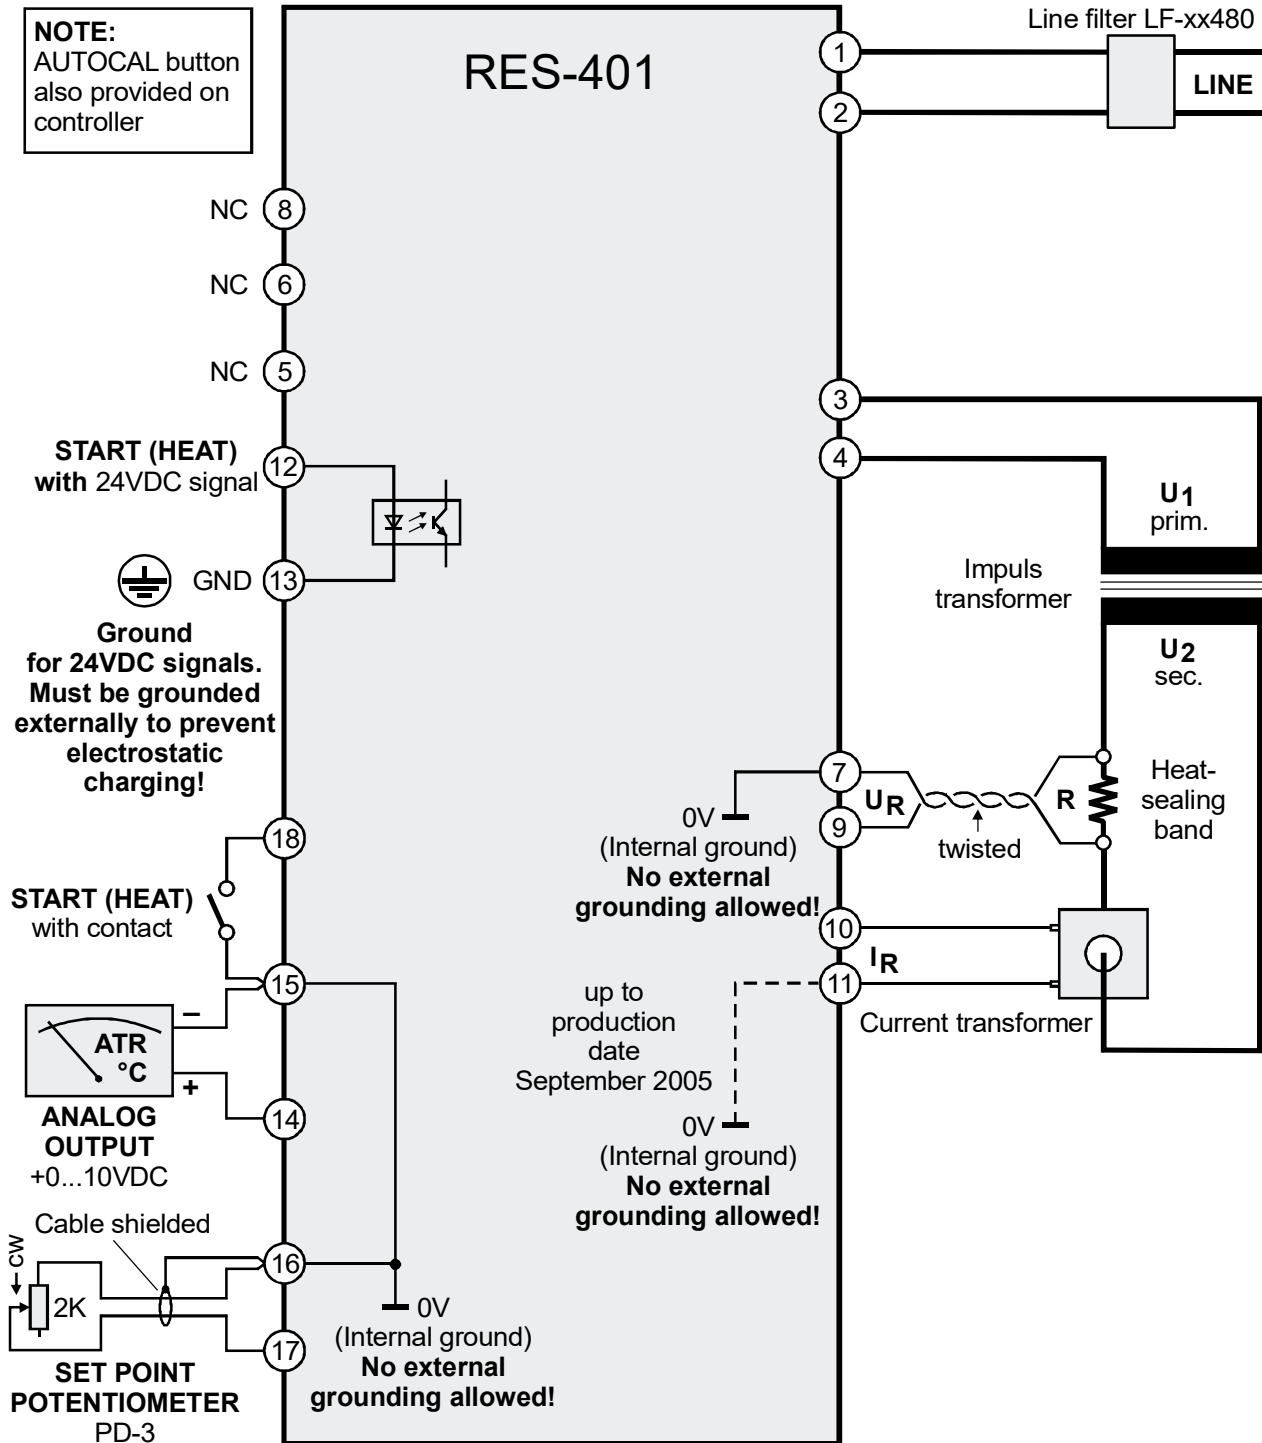 NOTE:
AUTOCAL button
also provided on
controller
RES-401
Line filter LF-xx480
1
LINE
2
NC 8
NC 6
NC 5
START (HEAT)
with 24VDC signal
12
GND 13
Ground
for 24VDC signals.
Must be grounded
externally to prevent
electrostatic
charging!
18
START (HEAT)
with contact
15
–
ATR
°C
+
14
ANALOG
OUTPUT
+0...10VDC
Cable shielded
cw
2K
16
17
SET POINT
POTENTIOMETER
PD-3
0V
(Internal ground)
No external
grounding allowed!
3
4
U1
prim.
Impuls
transformer
U2
sec.
7
UR
R
Heat-
sealing
band
9
twisted
0V
(Internal ground)
No external
grounding allowed!
10
IR
11
Current transformer
up to
production
date
September 2005
0V
(Internal ground)
No external
grounding allowed!